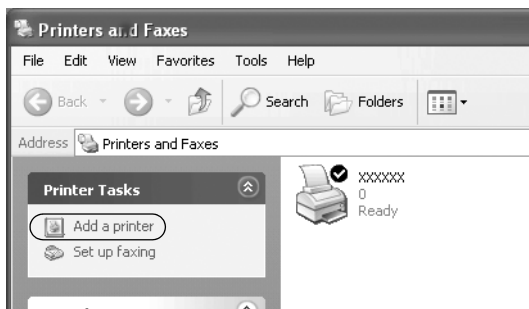 Printers and Faxes
File Edit View Favorites Tools Help
Back Search Folders
Address Printers and Faxes
Printer Tasks
Add a printer
Set up faxing
xxxxxx
0
Ready